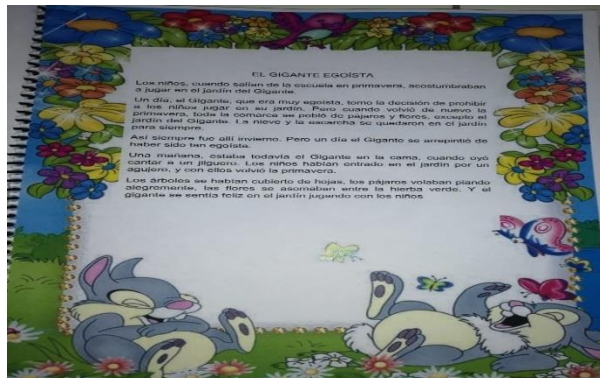 EL GIGANTE EGOÍSTA
Los niños, cuando salían de la escuela en primavera, acostumbraban
a jugar en el jardín del Gigante.
Un día, el Gigante, que era muy egoísta, tomo la decisión de prohibir
a los niños jugar en su jardín. Pero cuando volvió de nuevo la
primavera, toda la comarca se pobló de pájaros y flores, excepto el
jardín del Gigante. La nieve y la escarcha se quedaron en el jardín
para siempre.
Así siempre fue allí invierno. Pero un día el Gigante se arrepintió de
haber sido tan egoísta.
Una mañana, estaba todavía el Gigante en la cama, cuando oyó
cantar a un jilguero. Los niños habían entrado en el jardín por un
agujero, y con ellos volvió la primavera.
Los árboles se habían cubierto de hojas, los pájaros volaban piando
alegremente, las flores se asomaban entre la hierba verde. Y el
gigante se sentía feliz en el jardín jugando con los niños